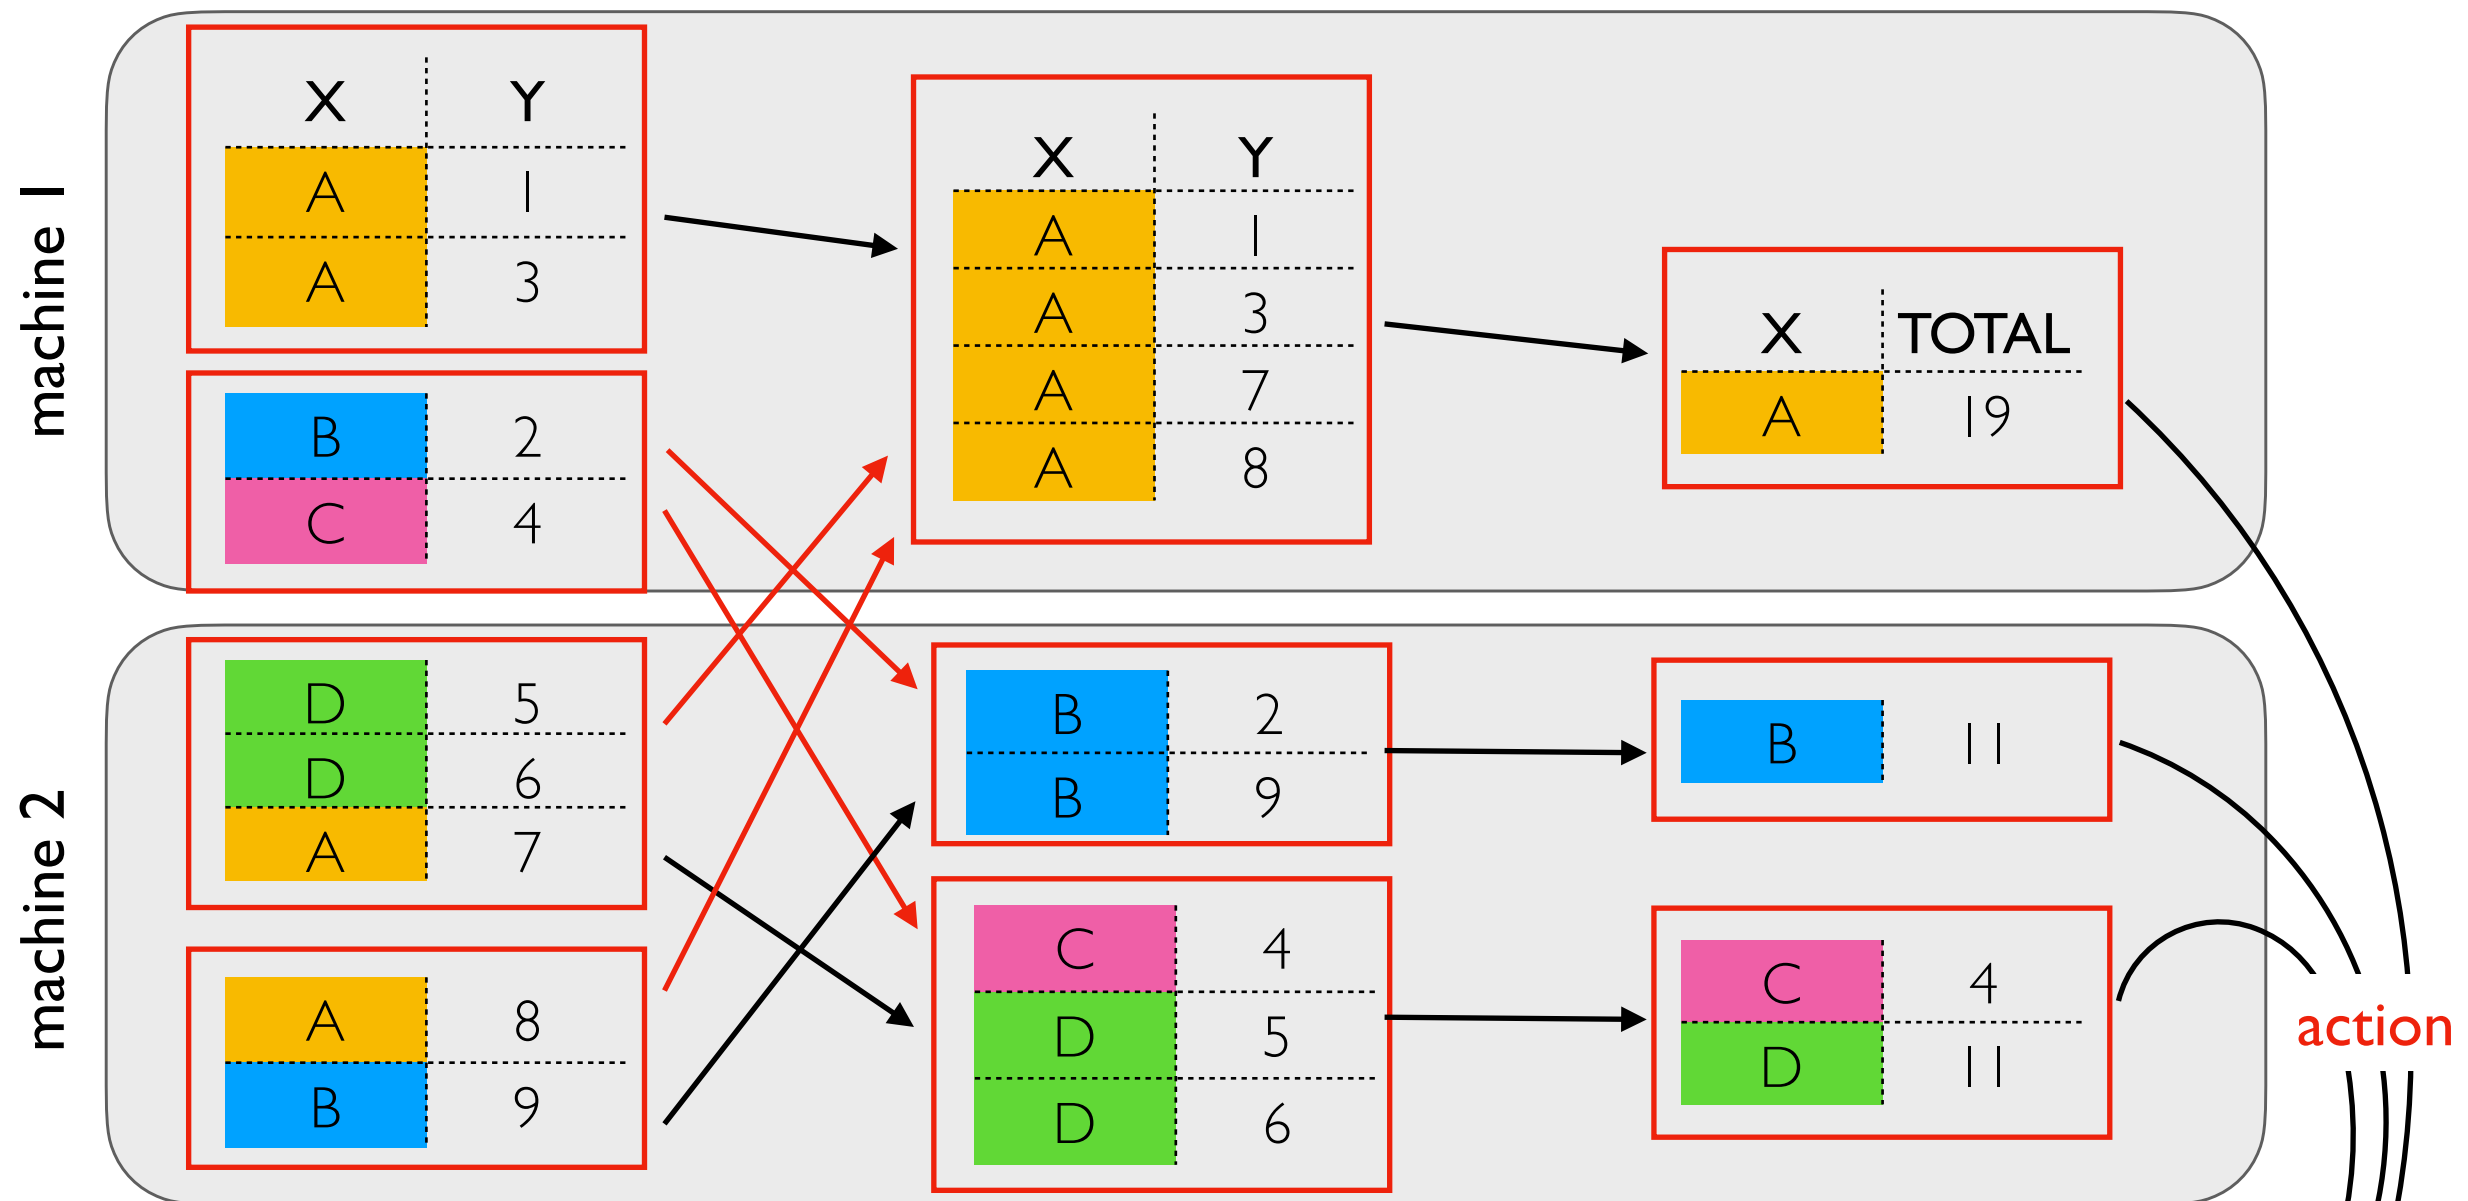 machine 1
X Y
A 1
A 3
B 2
C 4
X Y
A 1
A 3
A 7
A 8
X TOTAL
A 19
machine 2
D 5
D 6
A 7
A 8
B 9
B 2
B 9
C 4
D 5
D 6
B 11
C 4
D 11
action